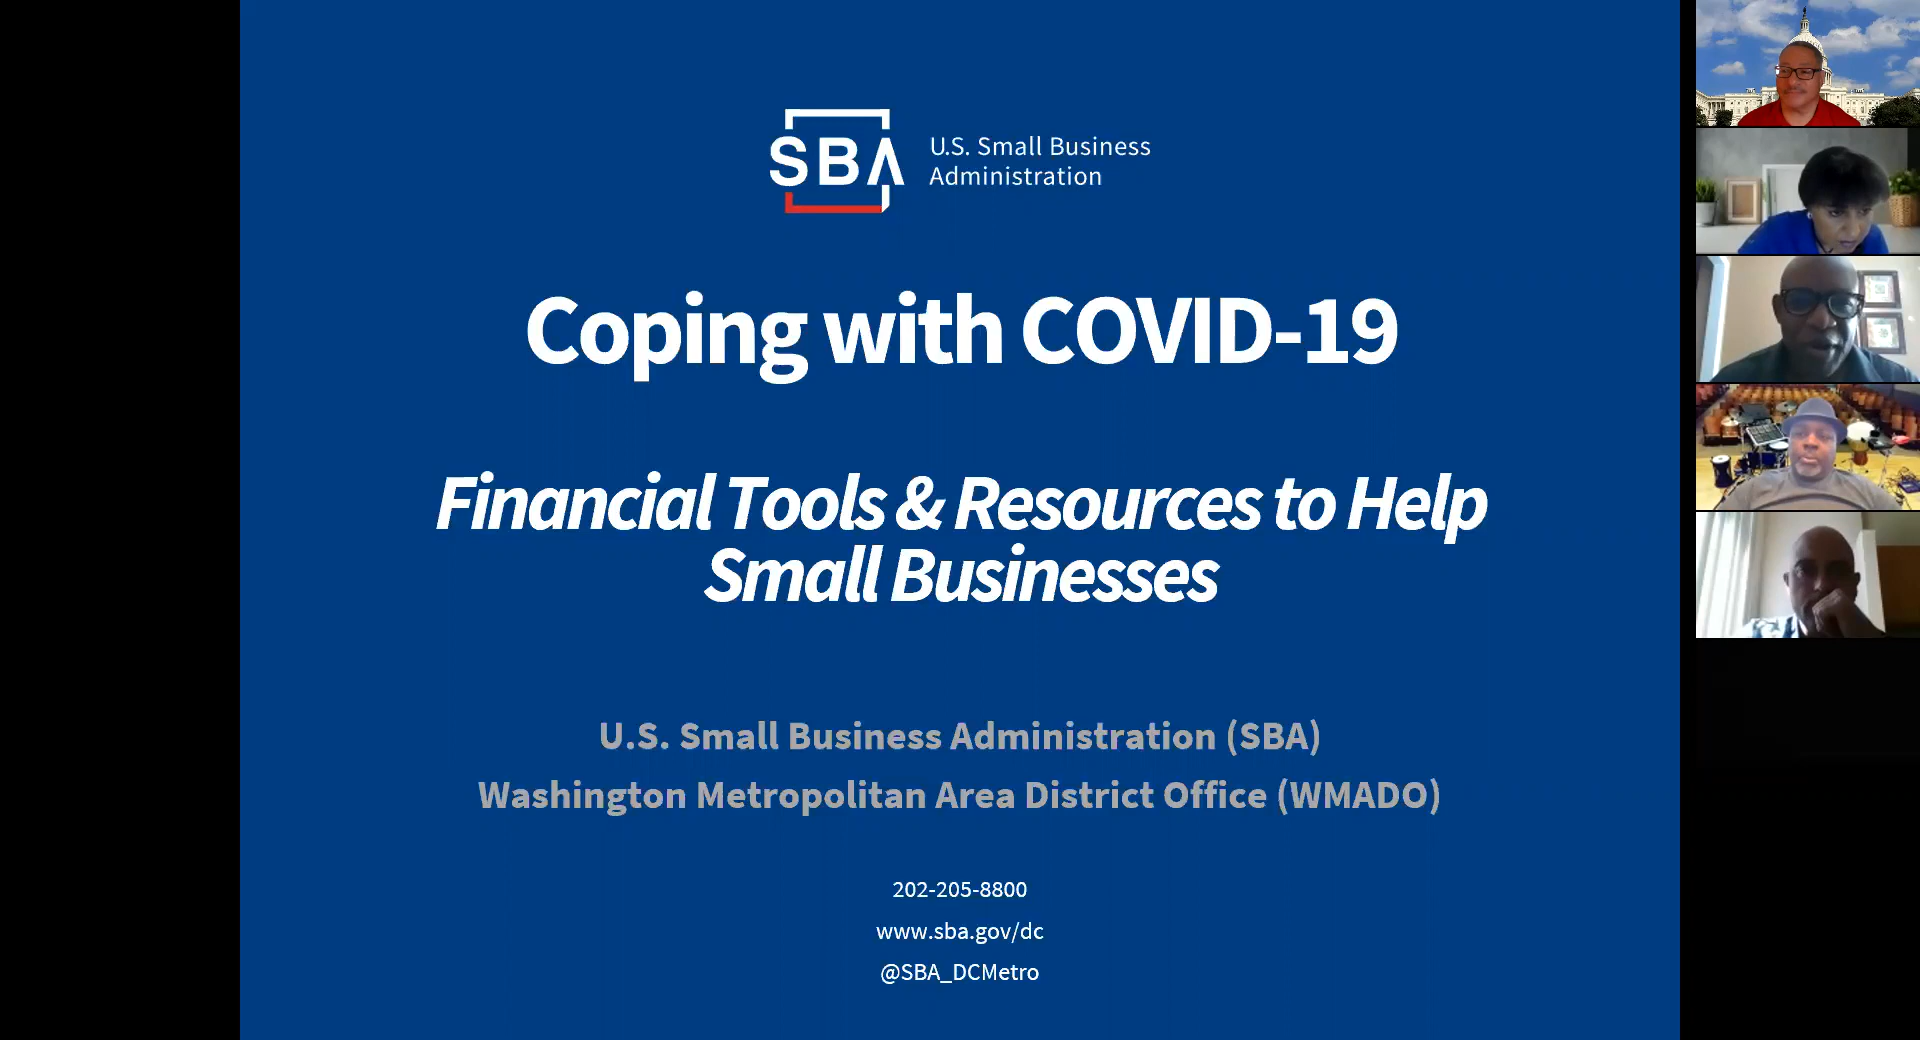 SBA
U.S. Small Business
Administration
Coping with COVID-19
Financial Tools & Resources to Help
Small Businesses
U.S. Small Business Administration (SBA)
Washington Metropolitan Area District Office (WMADO)
202-205-8800
www.sba.gov/dc
@SBA_DCMetro